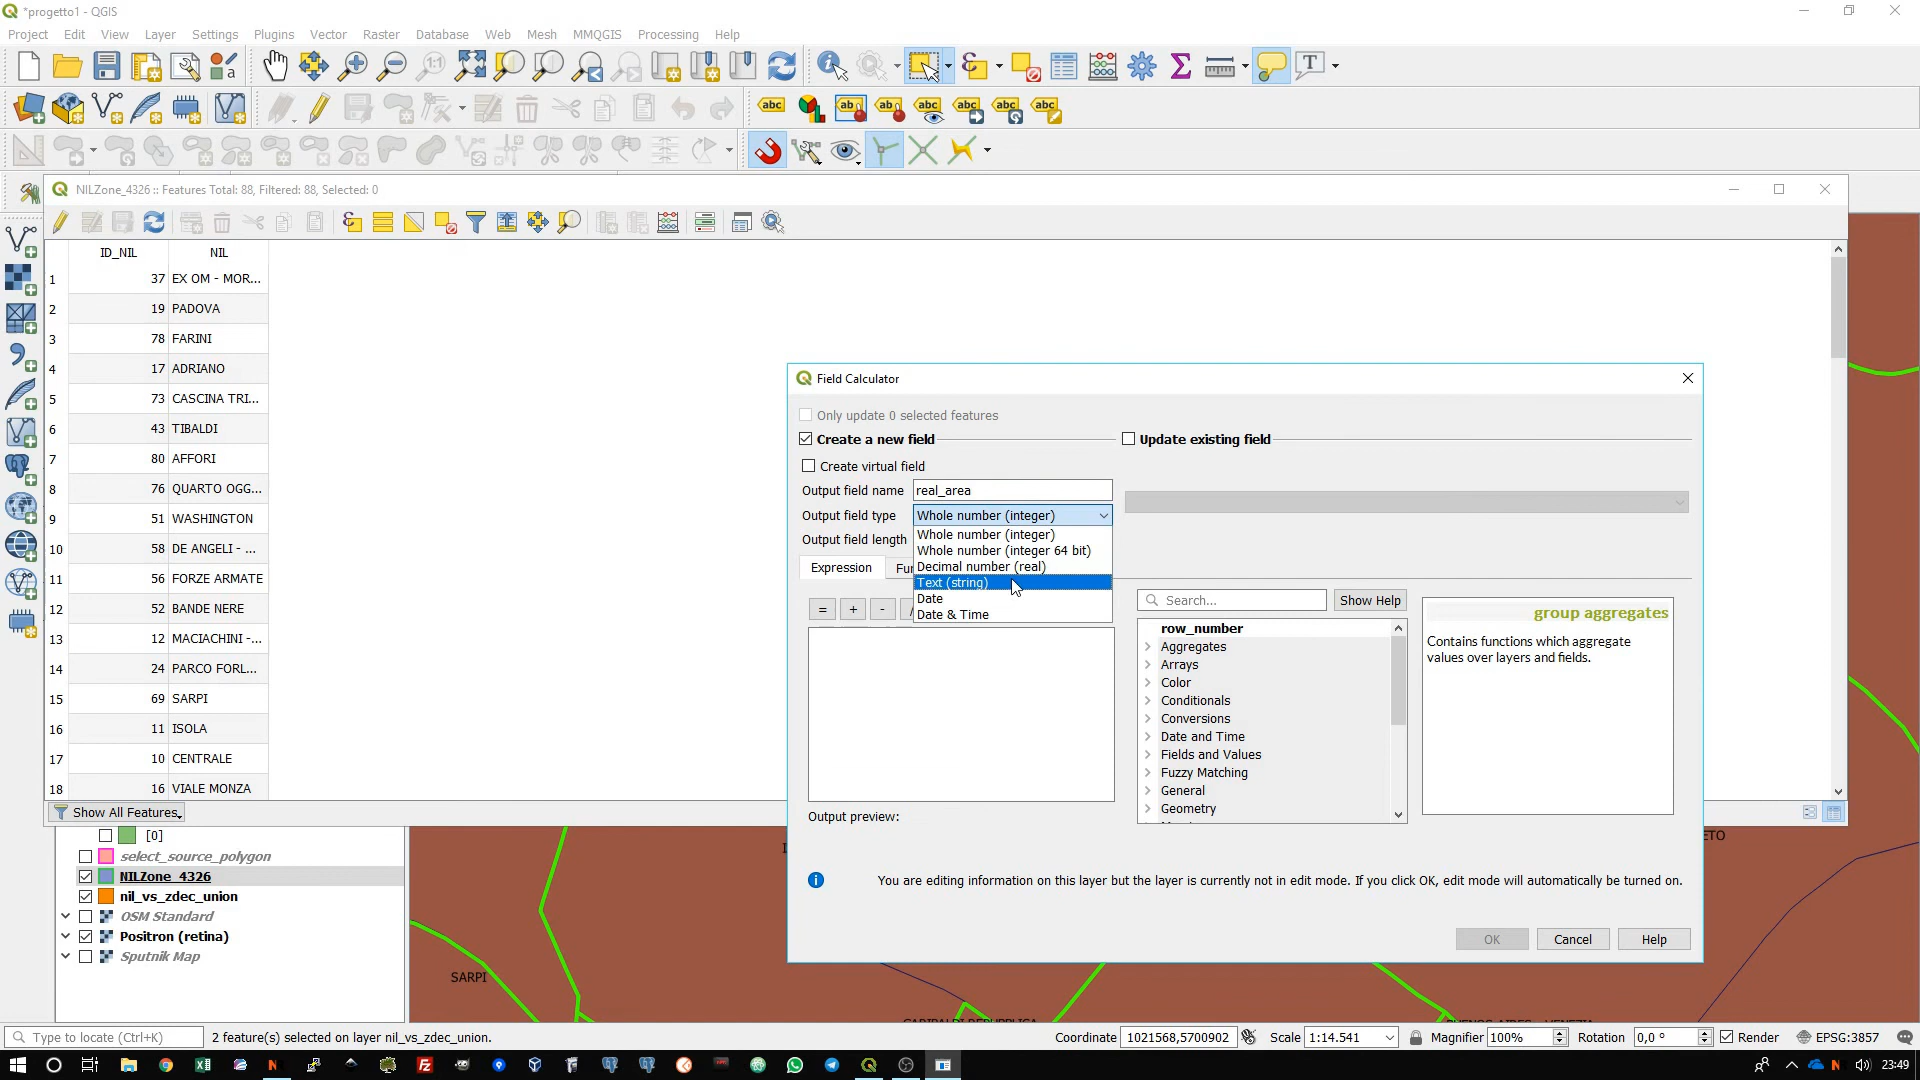 *progetto1 - QGIS
Project Edit View Layer Settings Plugins Vector Raster Database Web Mesh MMQGIS Processing Help
NILZone_4326 :: Features Total: 88, Filtered: 88, Selected: 0
ID_NIL NIL
1 37 EX OM - MOR...
2 19 PADOVA
3 78 FARINI
4 17 ADRIANO
5 73 CASCINA TRI...
6 43 TIBALDI
7 80 AFFORI
8 76 QUARTO OGG...
9 51 WASHINGTON
10 58 DE ANGELI - ...
11 56 FORZE ARMATE
12 52 BANDE NERE
13 12 MACIACHINI -...
14 24 PARCO FORL...
15 69 SARPI
16 11 ISOLA
17 10 CENTRALE
18 16 VIALE MONZA
Show All Features
Field Calculator
Only update 0 selected features
Create a new field
Update existing field
Create virtual field
Output field name real_area
Output field type Whole number (integer)
Output field length
Whole number (integer)
Whole number (integer 64 bit)
Decimal number (real)
Text (string)
Date
Date & Time
Expression
= + -
Search...
Show Help
row_number
Aggregates
Arrays
Color
Conditionals
Conversions
Date and Time
Fields and Values
Fuzzy Matching
General
Geometry
group aggregates
Contains functions which aggregate
values over layers and fields.
Output preview:
You are editing information on this layer but the layer is currently not in edit mode. If you click OK, edit mode will automatically be turned on.
OK Cancel Help
[0]
select_source_polygon
NILZone_4326
nil_vs_zdec_union
OSM Standard
Positron (retina)
Sputnik Map
SARPI
Type to locate (Ctrl+K)
2 feature(s) selected on layer nil_vs_zdec_union.
Coordinate 1021568,5700902
Scale 1:14.541
Magnifier 100%
Rotation 0,0 °
Render
EPSG:3857
23:49